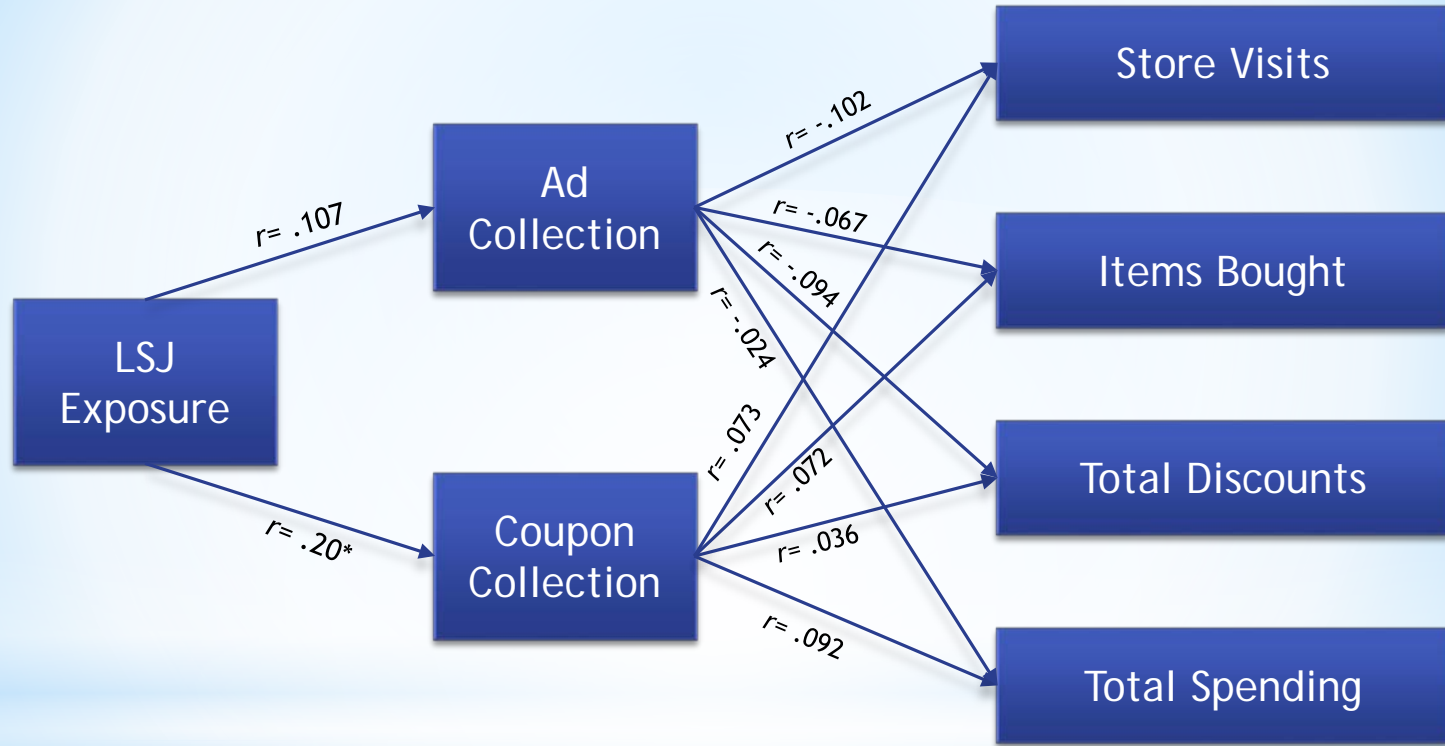 LSJ
Exposure
r= .107
r= .20*
Ad
Collection
Coupon
Collection
r= -.102
r= -.067
r= -.094
r= -.024
r= .073
r= .072
r= .036
r= .092
Store Visits
Items Bought
Total Discounts
Total Spending